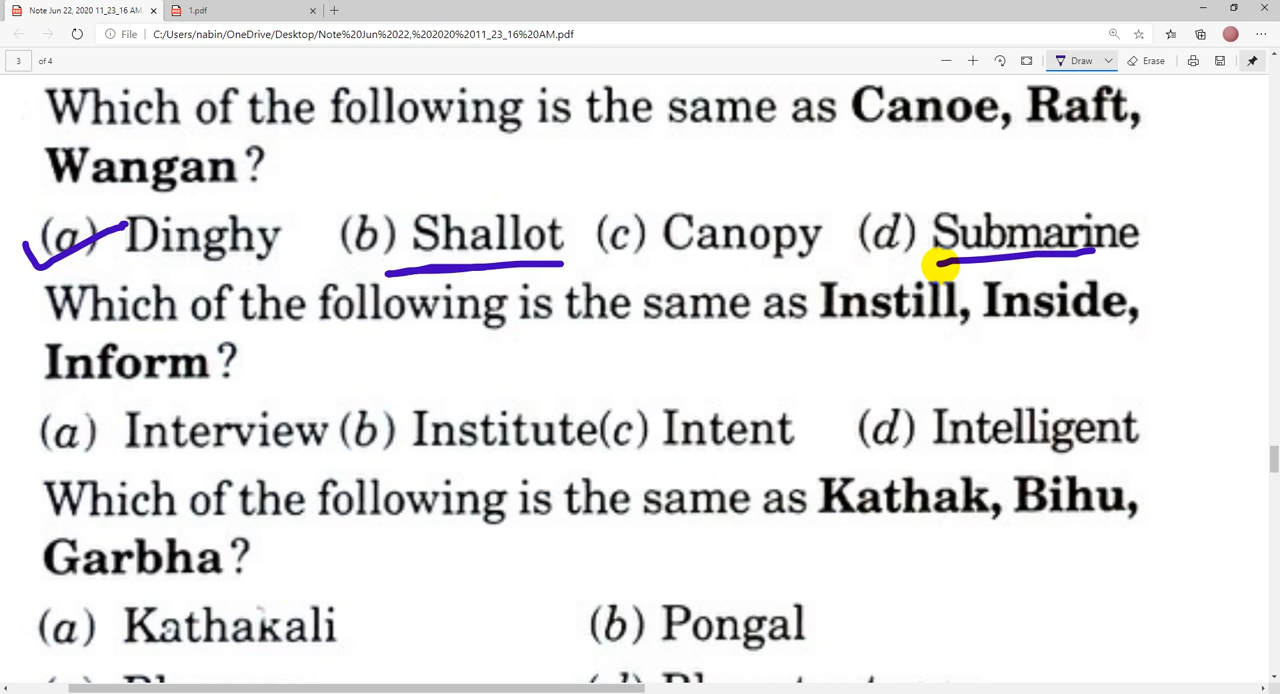 Note Jun 22, 2020 11_23_16 AM.
1.pdf
File C:/Users/nabin/OneDrive/Desktop/Note%20Jun%2022,%202020%2011_23_16%20AM.pdf
3 of 4
Draw Erase
Which of the following is the same as Canoe, Raft,
Wangan?
(a) Dinghy (b) Shallot (c) Canopy (d) Submarine
Which of the following is the same as Instill, Inside,
Inform?
(a) Interview (b) Institute (c) Intent (d) Intelligent
Which of the following is the same as Kathak, Bihu,
Garbha?
(a) Kathakali (b) Pongal